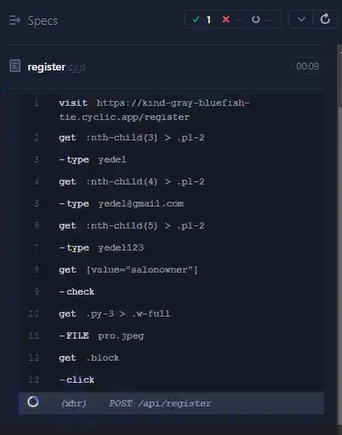 Specs
✓ 1 ✗ -- --
register.cy.js 00:09
1 visit https://kind-gray-bluefish-
tie.cyclic.app/register
2 get :nth-child(3) > .pl-2
3 -type yedel
4 get :nth-child(4) > .pl-2
5 -type yedel@gmail.com
6 get :nth-child(5) > .pl-2
7 -type yedel123
8 get [value="salonowner"]
9 -check
10 get .py-3 > .w-full
11 -FILE pro.jpeg
12 get .block
13 -click
(xhr) POST /api/register